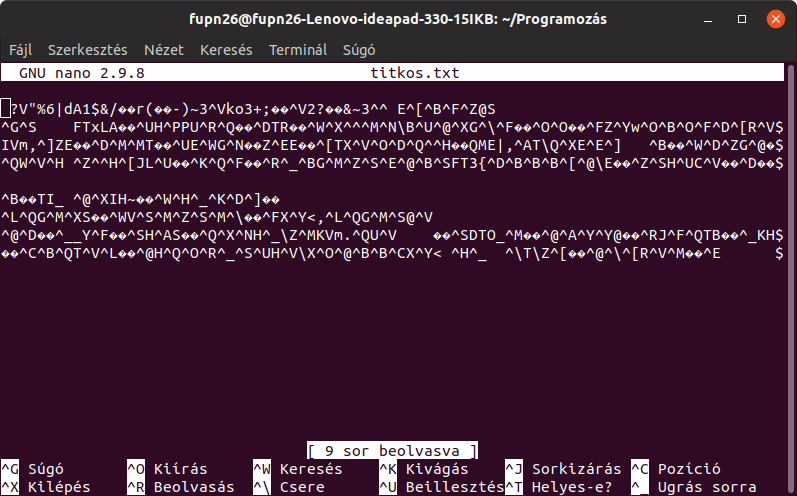 fupn26@fupn26-Lenovo-ideapad-330-15IKB: ~/Programozás
Fájl Szerkesztés Nézet Keresés Terminál Súgó
GNU nano 2.9.8 titkos.txt
?V"%6|dA1$&/��r(��-)~3^Vko3+;��^V2?��&~3^^ E^[^B^F^Z@S
^G^S FTxLA��^UH^PPU^R^Q��^DTR��^W^X^^^M^N\B^U^@^XG^\^F��^O^O��^FZ^Yw^O^B^O^F^D^[R^V$
IVm,^]ZE��^D^M^MT��^UE^WG^N��Z^EE��^[TX^V^O^D^Q^^H��QME|,^AT\Q^XE^E^] ^B��^W^D^ZG^@�$
^QW^V^H ^Z^^H^[JL^U��^K^Q^F��^R^_^BG^M^Z^S^E^@^B^SFT3{^D^B^B^B^[^@\E��^Z^SH^UC^V��^D��$
^B��TI_ ^@^XIH~��^W^H^_^K^D^]��
^L^QG^M^XS��^WV^S^M^Z^S^M^\��^FX^Y<,^L^QG^M^S@^V
^@^D��^__Y^F��^SH^AS��^Q^X^NH^_\Z^MKVm.^QU^V ��^SDTO_^M��^@^A^Y^Y@��^RJ^F^QTB��^_KH$
��^C^B^QT^V^L��^@H^Q^O^R^_^S^UH^V\X^O^@^B^B^CX^Y< ^H^_ ^\T\Z^[��^@^\^[R^V^M��^E $
[ 9 sor beolvasva ]
^G Súgó ^O Kiírás ^W Keresés ^K Kivágás ^J Sorkizárás ^C Pozíció
^X Kilépés ^R Beolvasás ^\ Csere ^U Beillesztés ^T Helyes-e? ^_ Ugrás sorra